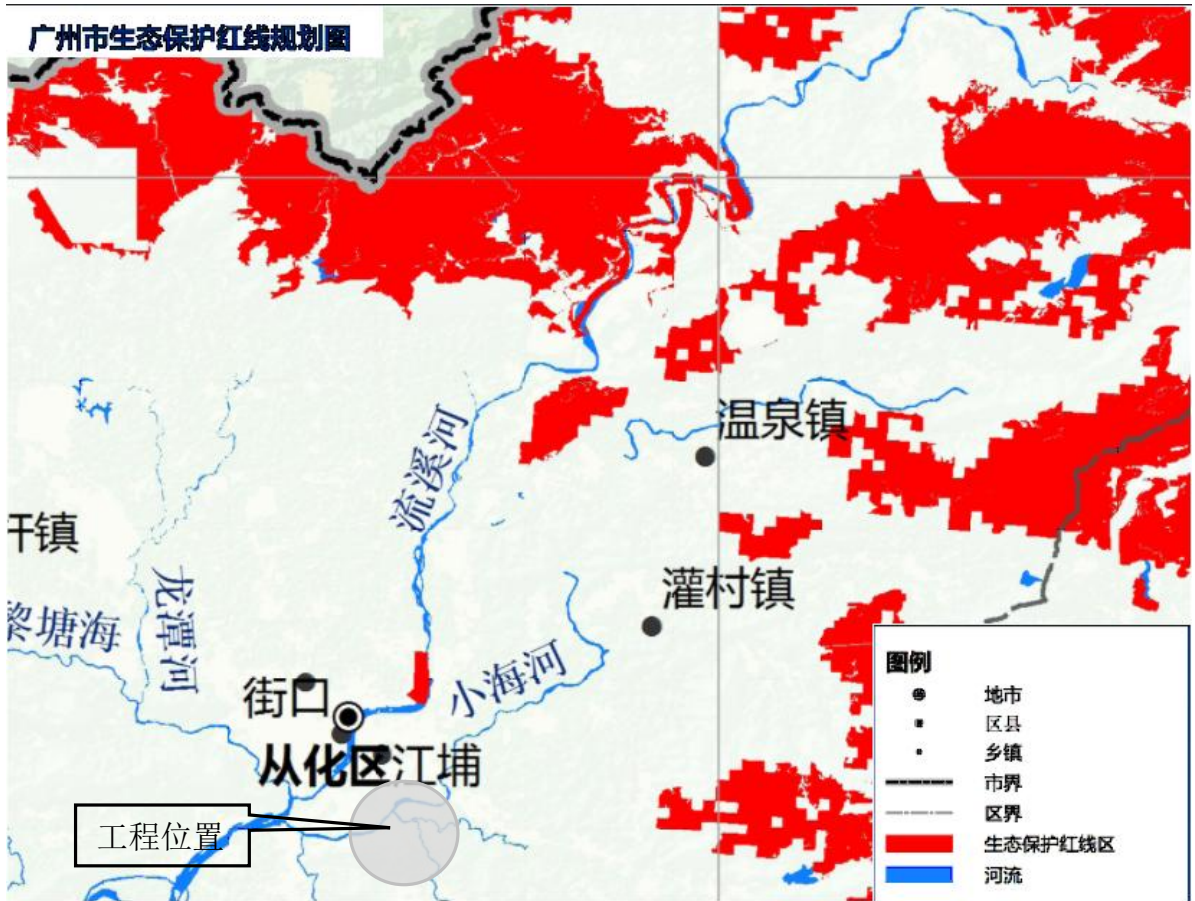 广州市生态保护红线规划图
流溪河
温泉镇
灌村镇
龙潭河
黎塘海
小海河
街口
从化区
江埔
工程位置
图例
地市
区县
乡镇
市界
区界
生态保护红线区
河流